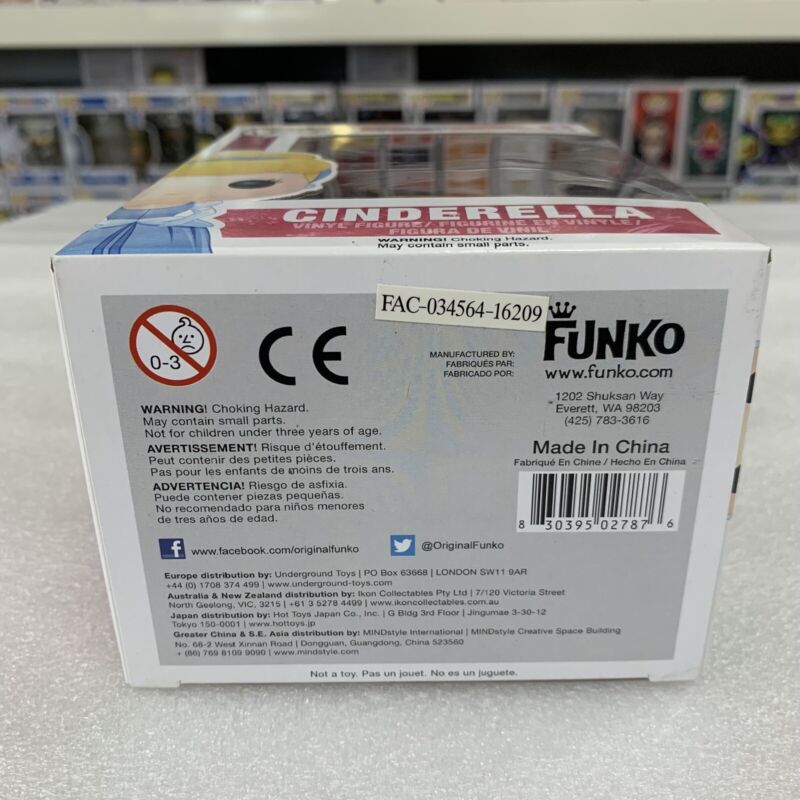 CINDERELLA
VINYL FIGURE/ FIGURINE EN VINYLE/
FIGURA DE VINIL
WARNING! Choking Hazard.
May contain small parts.
FAC-034564-16209
0-3
CE
MANUFACTURED BY:
FABRIQUÉS PAR:
FABRICADO POR:
FUNKO
www.funko.com
1202 Shuksan Way
Everett, WA 98203
(425) 783-3616
Made In China
Fabriqué En Chine / Hecho En China
8 30395 02787 6
WARNING! Choking Hazard.
May contain small parts.
Not for children under three years of age.
AVERTISSEMENT! Risque d'étouffement.
Peut contenir des petites pièces.
Pas pour les enfants de moins de trois ans.
ADVERTENCIA! Riesgo de asfixia.
Puede contener piezas pequeñas.
No recomendado para niños menores
de tres años de edad.
f www.facebook.com/originalfunko
@OriginalFunko
Europe distribution by: Underground Toys | PO Box 63668 | LONDON SW11 9AR
+44 (0) 1708 374 499 | www.underground-toys.com
Australia & New Zealand distribution by: Ikon Collectables Pty Ltd | 7/120 Victoria Street
North Geelong, VIC, 3215 | +61 3 5278 4499 | www.ikoncollectables.com.au
Japan distribution by: Hot Toys Japan Co., Inc. | G Bldg 3rd Floor | Jingumae 3-30-12
Tokyo 150-0001 | www.hottoys.jp
Greater China & S.E. Asia distribution by: MINDstyle International | MINDstyle Creative Space Building
No. 68-2 West Xinnan Road | Dongguan, Guangdong, China 523560
+ (86) 769 8109 9090 | www.mindstyle.com
Not a toy. Pas un jouet. No es un juguete.